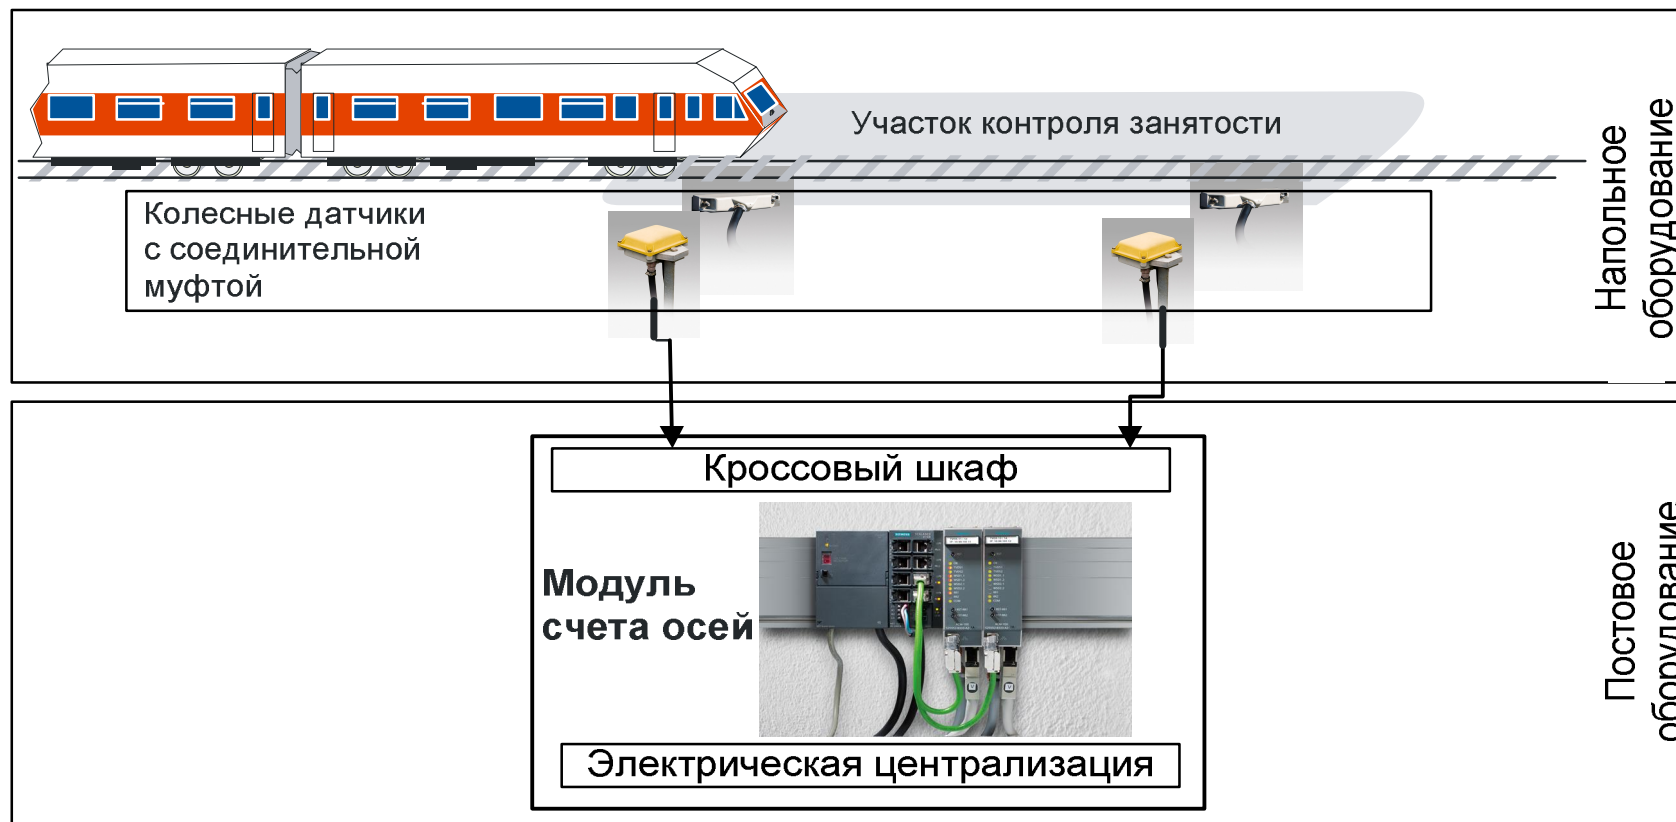 Участок контроля занятости
Колесные датчики
с соединительной
муфтой
Напольное
оборудование
Кроссовый шкаф
Модуль
счета осей
Электрическая централизация
Постовое
оборудование